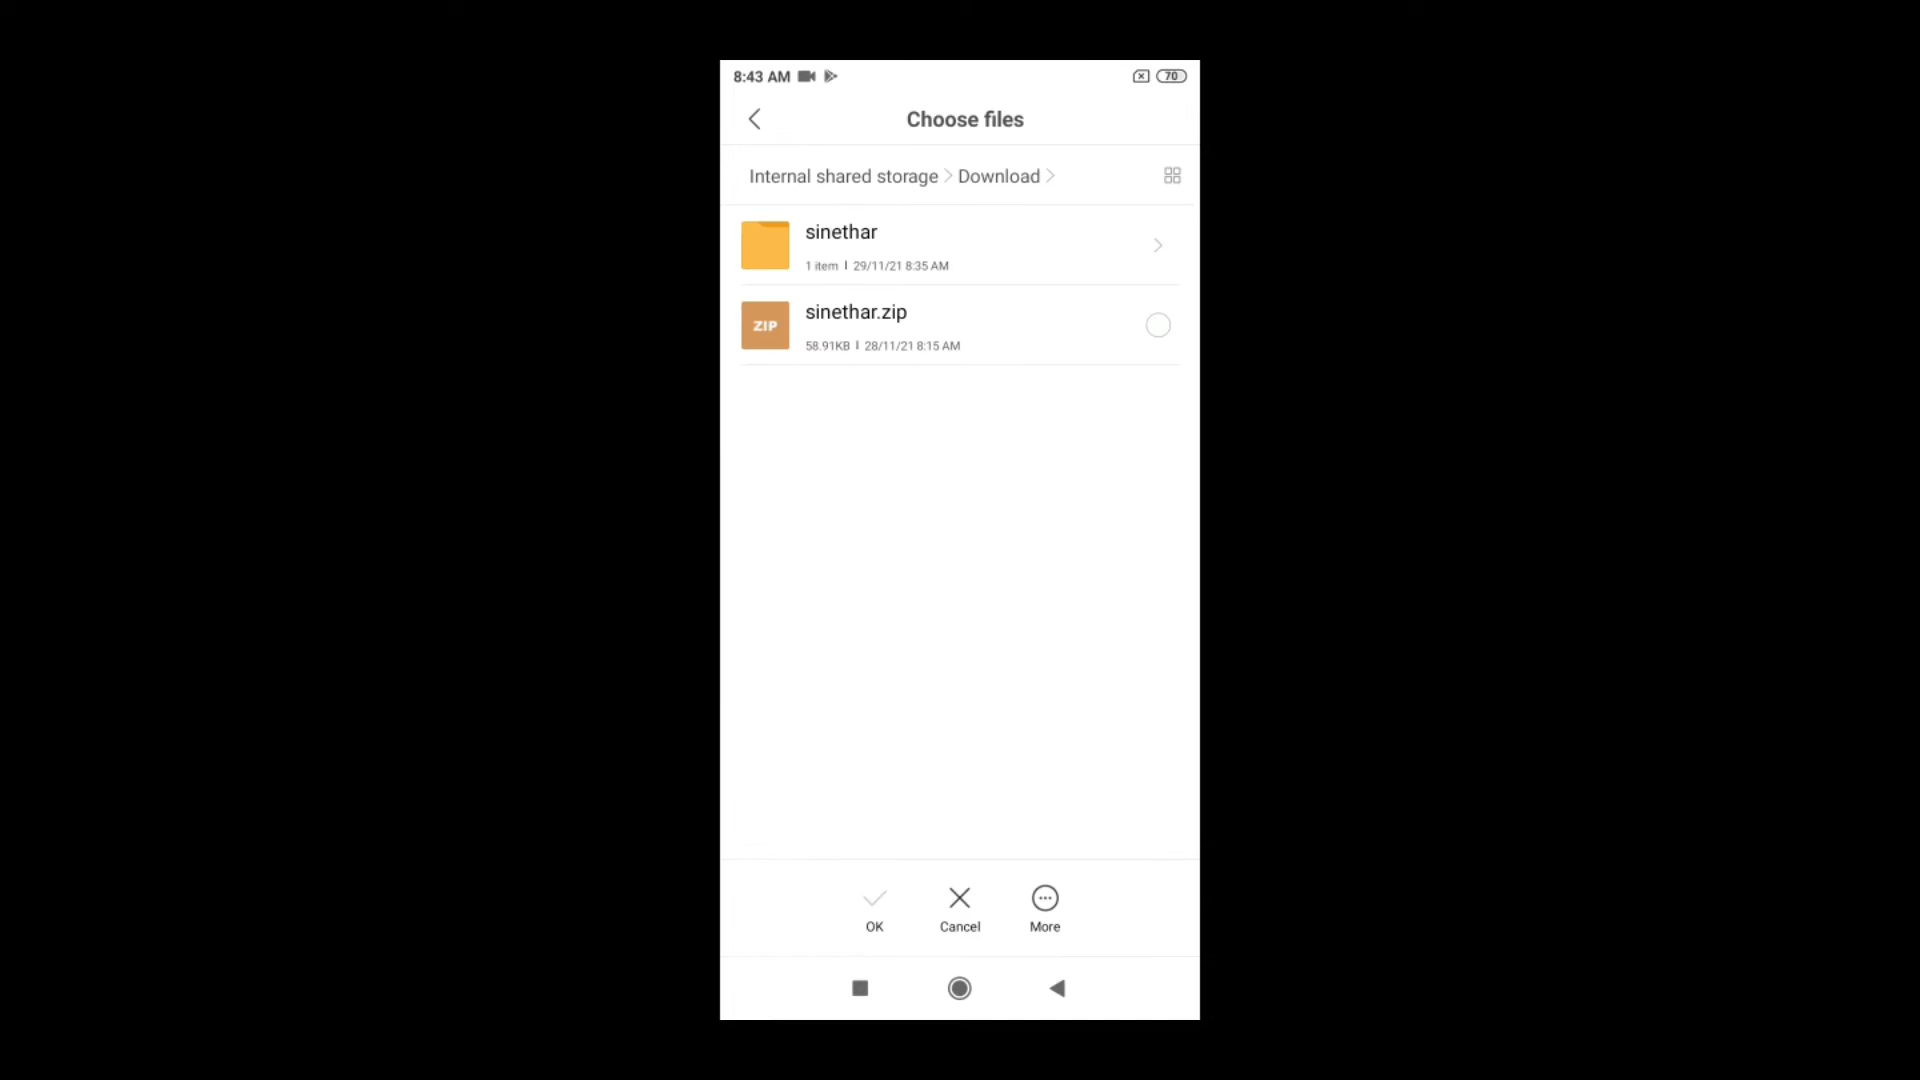 8:43 AM
70
Choose files
Internal shared storage
Download
sinethar
1 item | 29/11/21 8:35 AM
ZIP
sinethar.zip
58.91KB | 28/11/21 8:15 AM
OK
Cancel
More